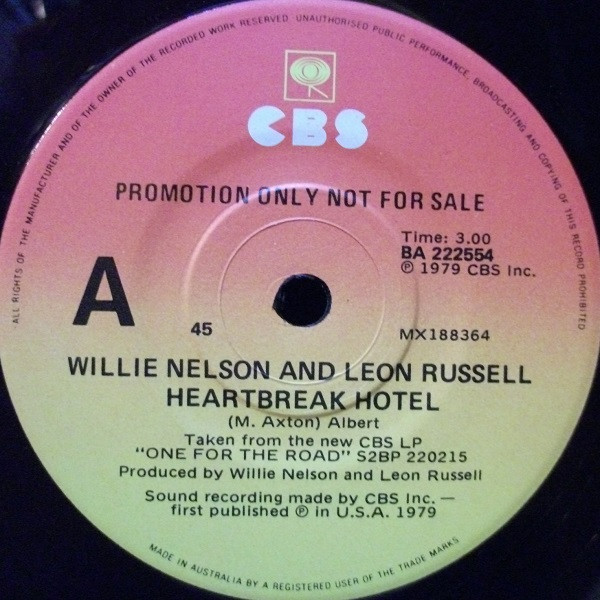 ALL RIGHTS OF THE MANUFACTURER AND OF THE OWNER OF THE RECORDED WORK RESERVED. UNAUTHORISED PUBLIC PERFORMANCE, BROADCASTING AND COPYING OF THIS RECORD PROHIBITED
CBS
PROMOTION ONLY NOT FOR SALE
Time: 3.00
BA 222554
℗ 1979 CBS Inc.
A
45
MX188364
WILLIE NELSON AND LEON RUSSELL
HEARTBREAK HOTEL
(M. Axton) Albert
Taken from the new CBS LP
"ONE FOR THE ROAD" S2BP 220215
Produced by Willie Nelson and Leon Russell
Sound recording made by CBS Inc. —
first published ℗ in U.S.A. 1979
MADE IN AUSTRALIA BY A REGISTERED USER OF THE TRADE MARKS